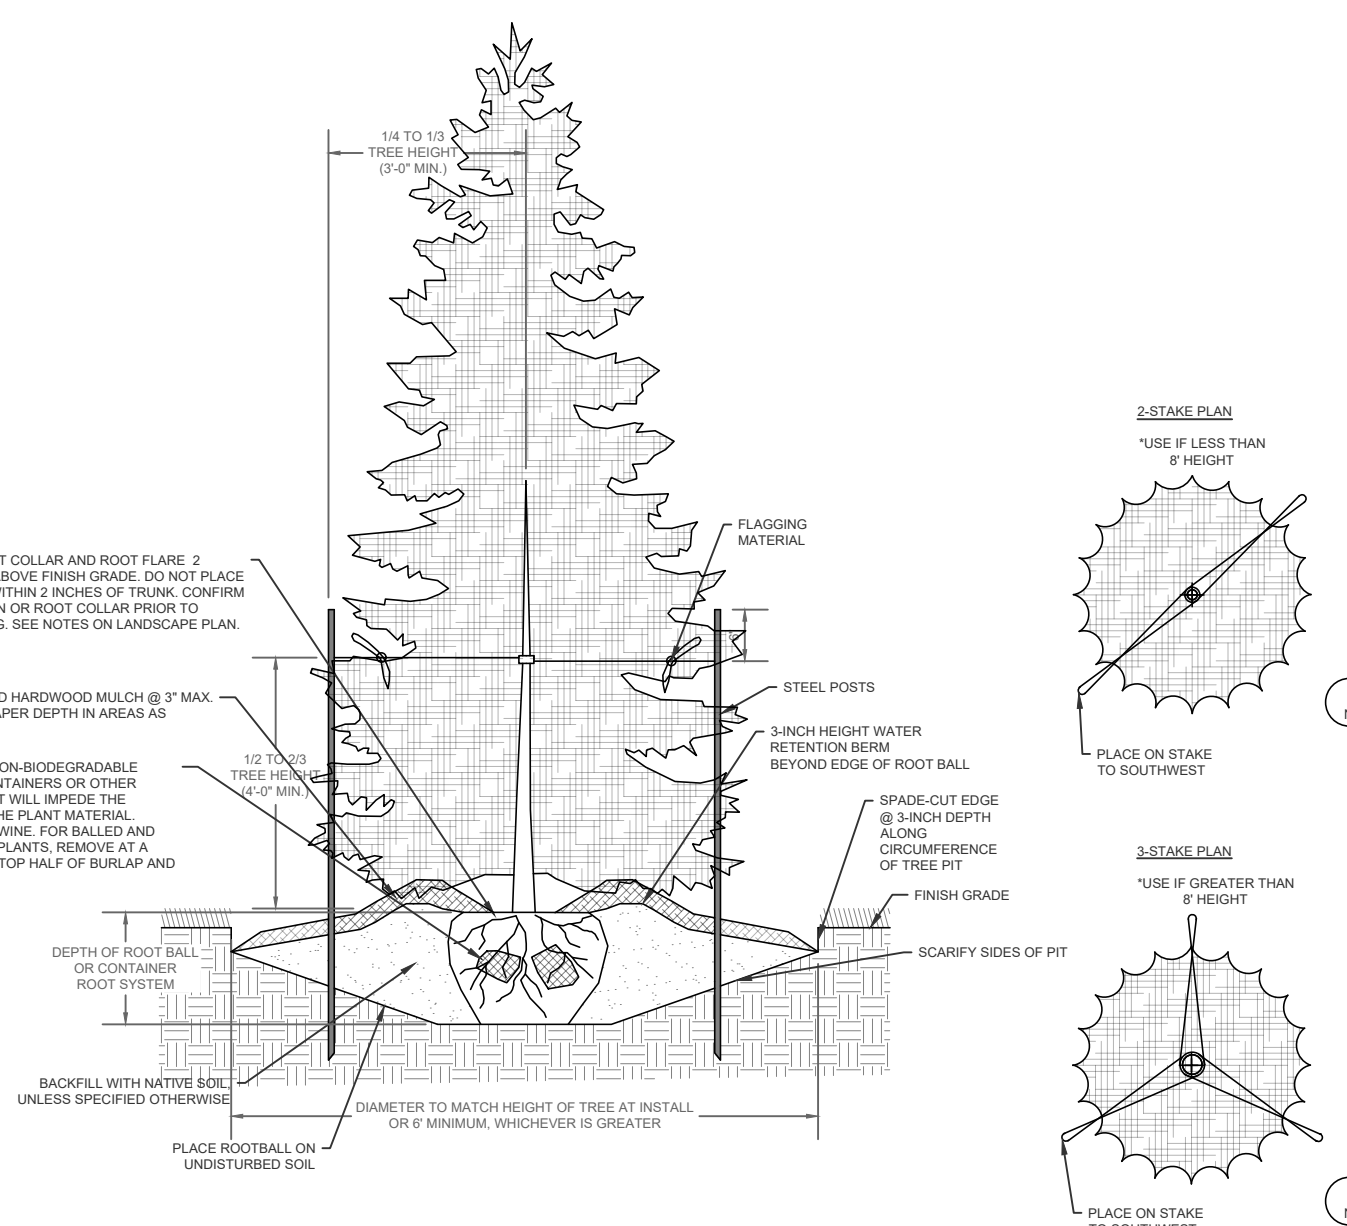 1/4 TO 1/3
TREE HEIGHT
(3'-0" MIN.)
2-STAKE PLAN
*USE IF LESS THAN
8' HEIGHT
FLAGGING
MATERIAL
T COLLAR AND ROOT FLARE 2
ABOVE FINISH GRADE. DO NOT PLACE
WITHIN 2 INCHES OF TRUNK. CONFIRM
N OR ROOT COLLAR PRIOR TO
G. SEE NOTES ON LANDSCAPE PLAN.
STEEL POSTS
D HARDWOOD MULCH @ 3" MAX.
APER DEPTH IN AREAS AS
3-INCH HEIGHT WATER
RETENTION BERM
BEYOND EDGE OF ROOT BALL
PLACE ON STAKE
TO SOUTHWEST
1/2 TO 2/3
TREE HEIGHT
(4'-0" MIN.)
ON-BIODEGRADABLE
NTAINERS OR OTHER
T WILL IMPEDE THE
HE PLANT MATERIAL.
WINE. FOR BALLED AND
PLANTS, REMOVE AT A
TOP HALF OF BURLAP AND
SPADE-CUT EDGE
@ 3-INCH DEPTH
ALONG
CIRCUMFERENCE
OF TREE PIT
3-STAKE PLAN
*USE IF GREATER THAN
8' HEIGHT
FINISH GRADE
DEPTH OF ROOT BALL
OR CONTAINER
ROOT SYSTEM
SCARIFY SIDES OF PIT
BACKFILL WITH NATIVE SOIL,
UNLESS SPECIFIED OTHERWISE
DIAMETER TO MATCH HEIGHT OF TREE AT INSTALL
OR 6' MINIMUM, WHICHEVER IS GREATER
PLACE ROOTBALL ON
UNDISTURBED SOIL
PLACE ON STAKE
TO SOUTHWEST